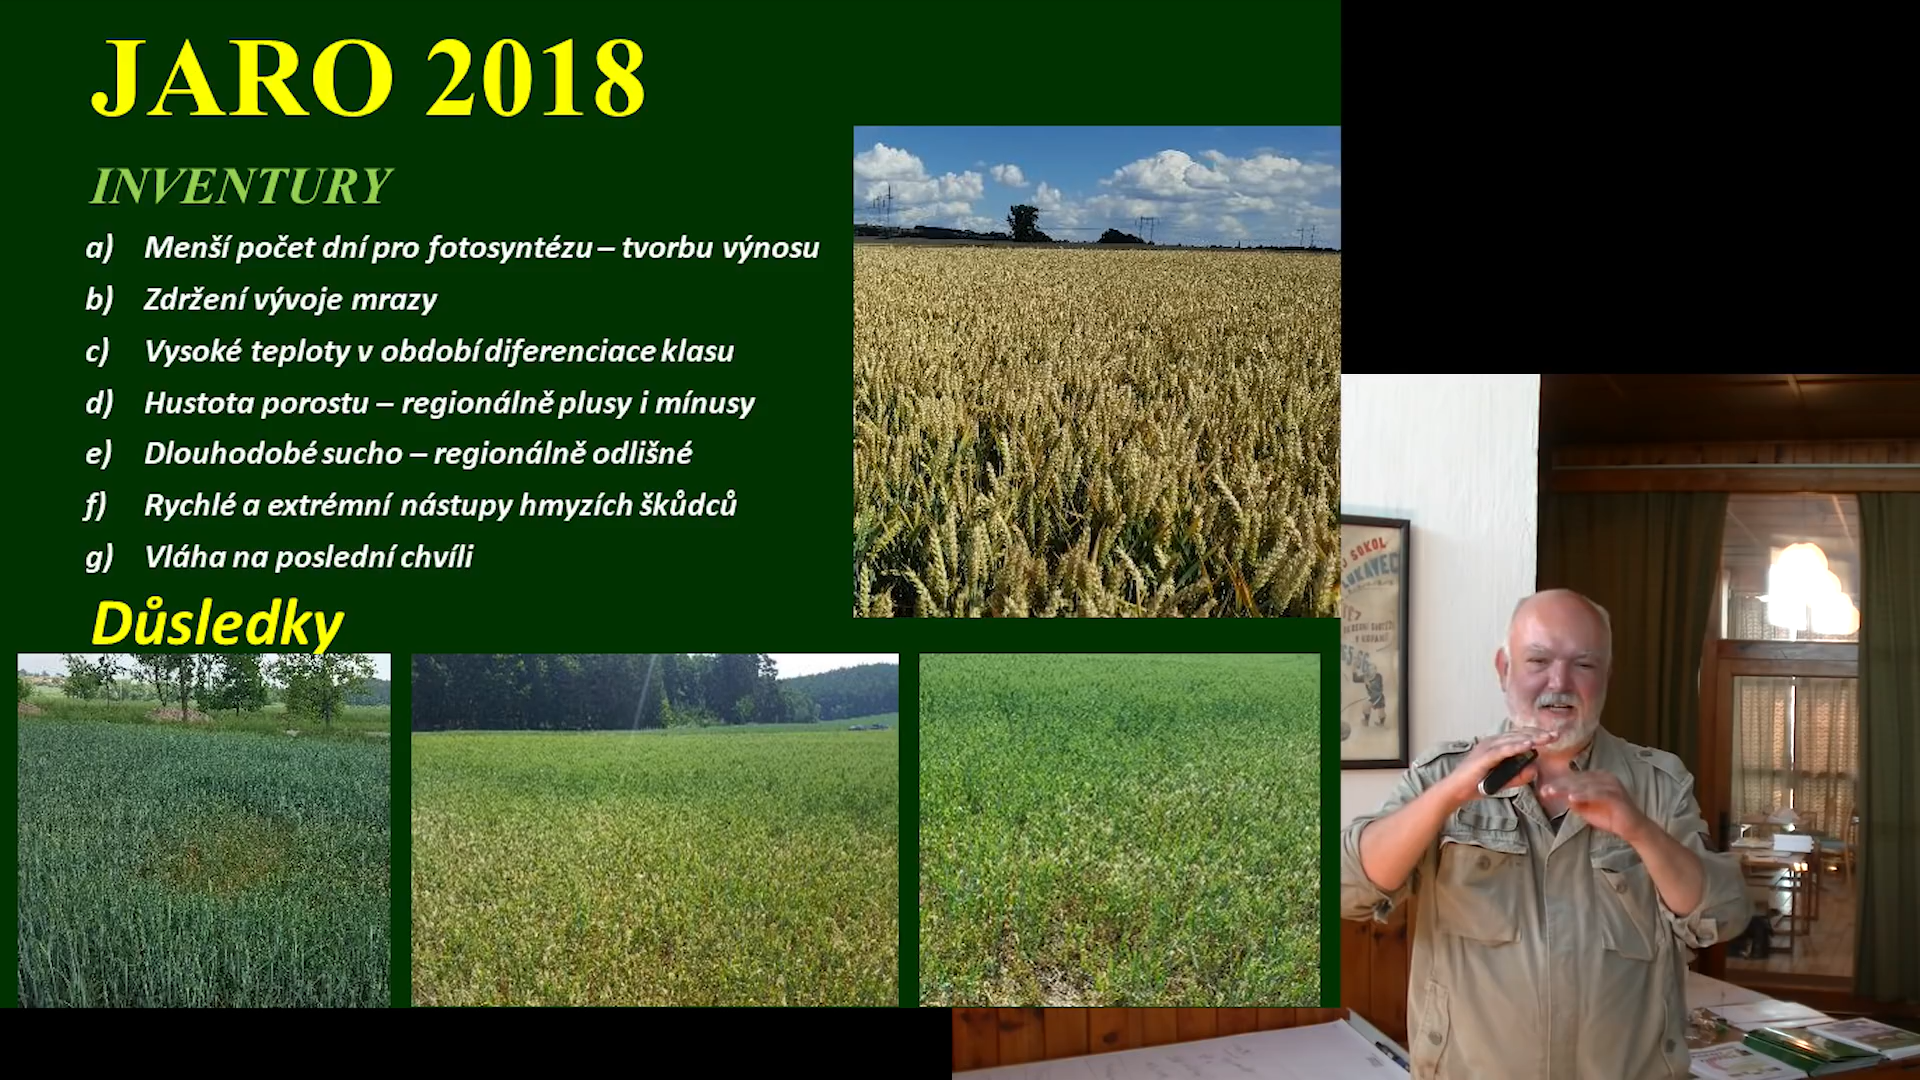 JARO 2018
INVENTURY
a) Menší počet dní pro fotosyntézu – tvorbu výnosu
b) Zdržení vývoje mrazy
c) Vysoké teploty v období diferenciace klasu
d) Hustota porostu – regionálně plusy i mínusy
e) Dlouhodobé sucho – regionálně odlišné
f) Rychlé a extrémní nástupy hmyzích škůdců
g) Vláha na poslední chvíli
Důsledky
SOKOL